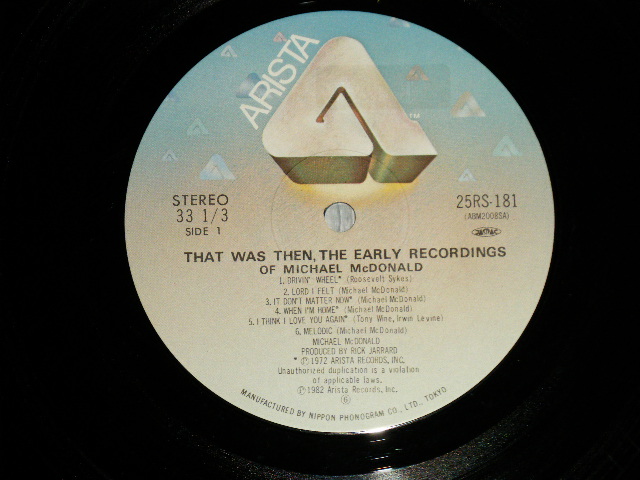 ARISTA
TM
STEREO
33 1/3
SIDE 1
25RS-181
(ABM2008SA)
THAT WAS THEN, THE EARLY RECORDINGS
OF MICHAEL McDONALD
1. DRIVIN' WHEEL* (Roosevelt Sykes)
2. LORD I FELT (Michael McDonald)
3. IT DON'T MATTER NOW* (Michael McDonald)
4. WHEN I'M HOME* (Michael McDonald)
5. I THINK I LOVE YOU AGAIN* (Tony Wine, Irwin Levine)
6. MELODIC (Michael McDonald)
MICHAEL McDONALD
PRODUCED BY RICK JARRARD
* Ⓟ1972 ARISTA RECORDS, INC.
Unauthorized duplication is a violation
of applicable laws.
Ⓟ1982 Arista Records, Inc.
Ⓖ
MANUFACTURED BY NIPPON PHONOGRAM CO., LTD., TOKYO